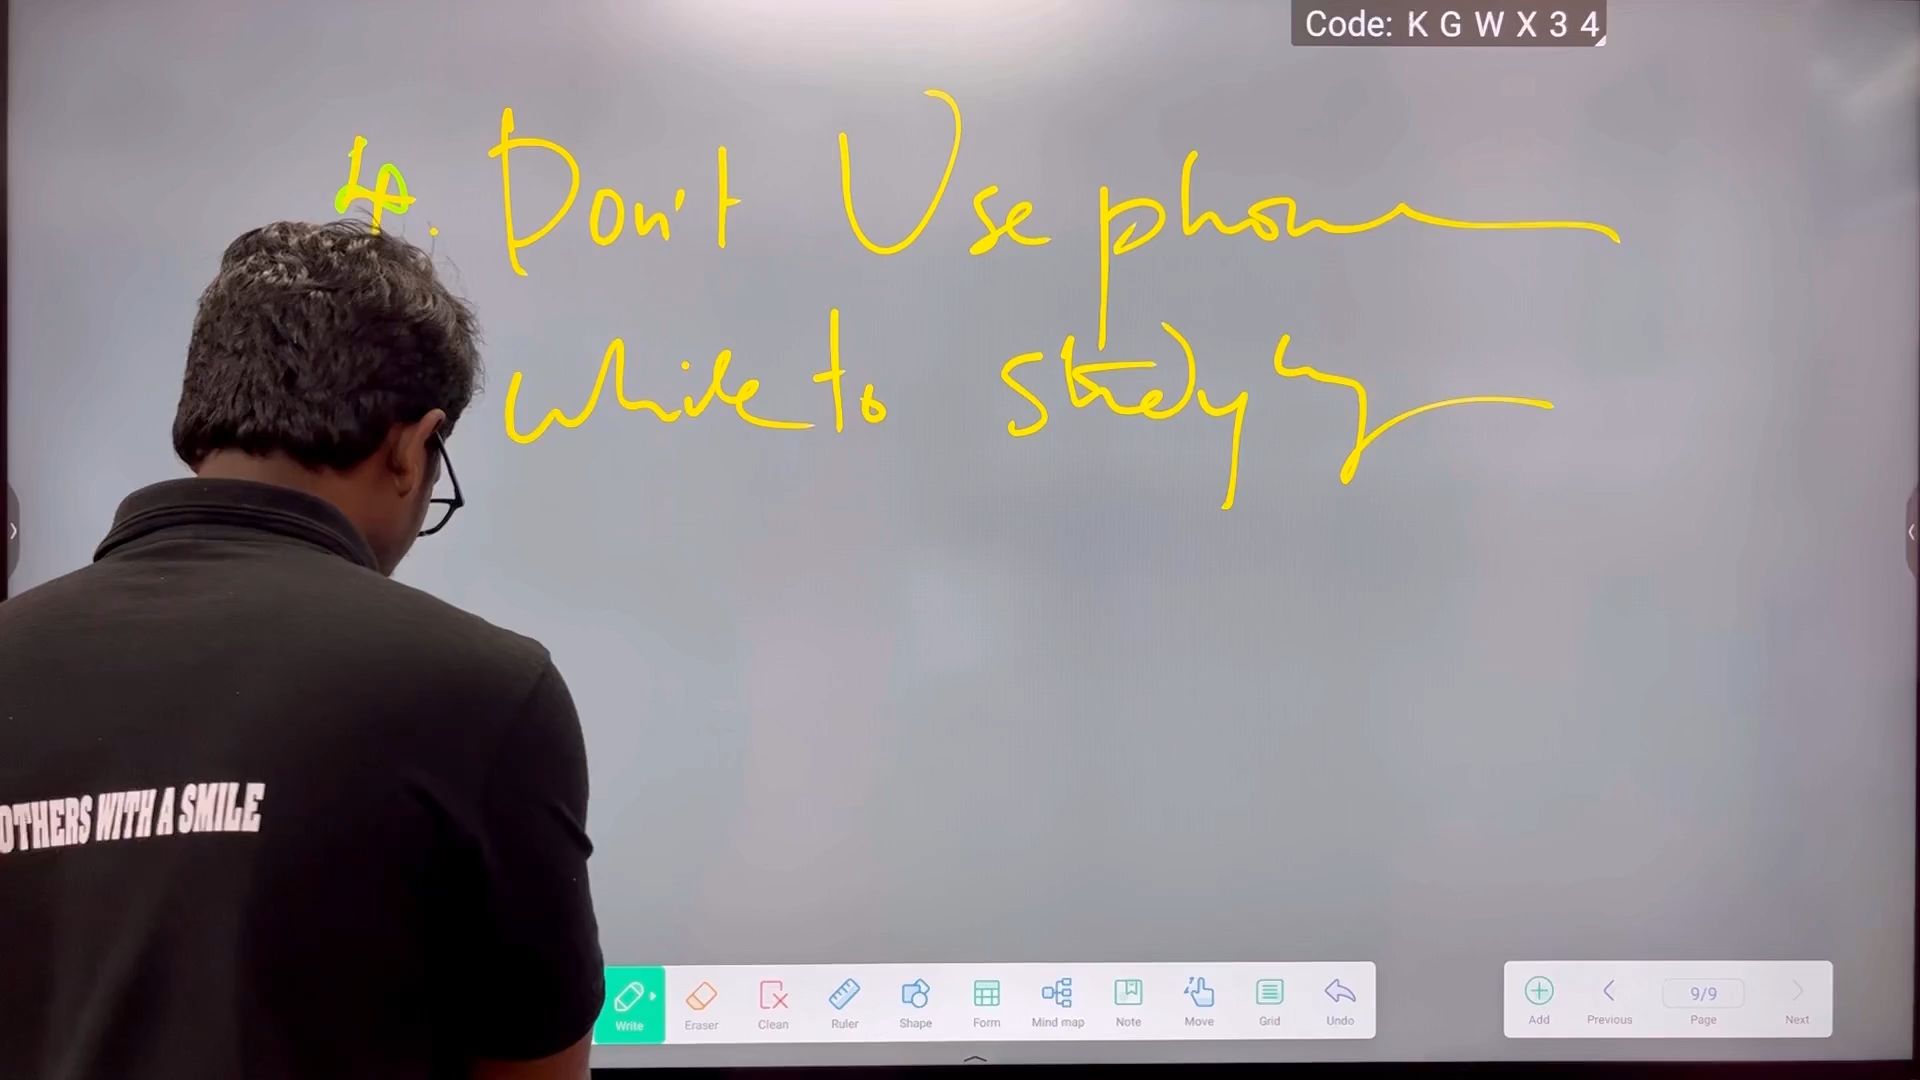 Code: K G W X 3 4
4. Don't Use phone
while to studying
OTHERS WITH A SMILE
Write Eraser Clean Ruler Shape Form Mind map Note Move Grid Undo
9/9
Add Previous Page Next